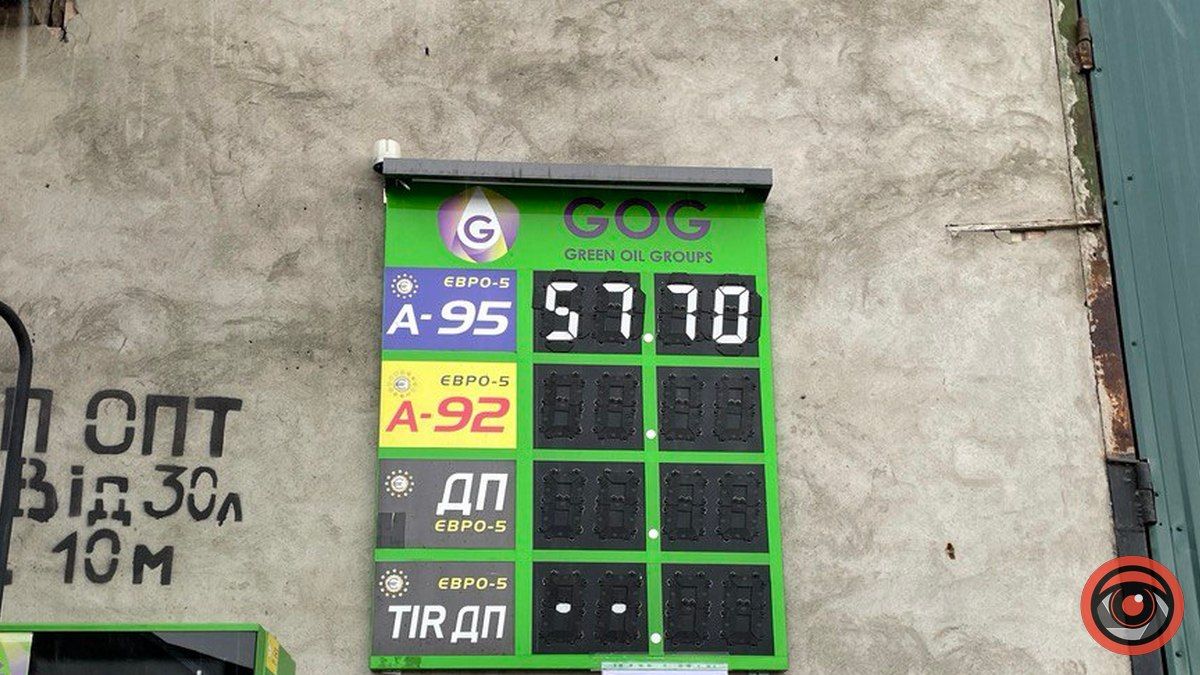 G
GOG
GREEN OIL GROUPS
ЄВРО-5
А-95
57.70
ЄВРО-5
А-92
ДП
ЄВРО-5
ЄВРО-5
TIR ДП
- -
ОПТ
Від 30л
10м